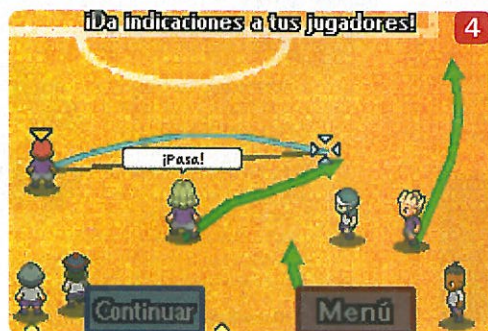 ¡Da indicaciones a tus jugadores!
4
¡Pasa!
Continuar
Menú